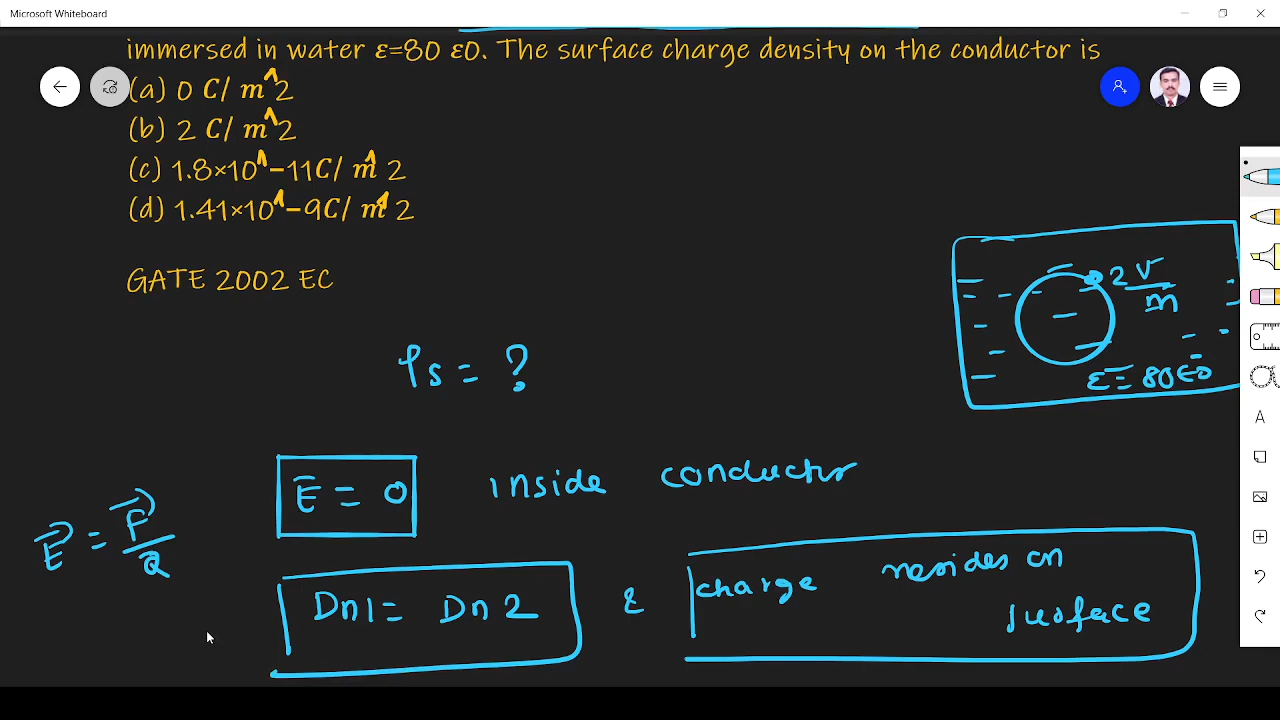 Microsoft Whiteboard
immersed in water ε=80 ε0. The surface charge density on the conductor is
(a) 0 C/ m^2
(b) 2 C/ m^2
(c) 1.8×10^−11C/ m^2
(d) 1.41×10^−9C/ m^2
GATE 2002 EC
2 V/m
ε = 80ε0
ρs = ?
E̅ = 0 inside conductor
E⃗ = F⃗/Q
Dn1 = Dn2 & charge resides on
surface
A